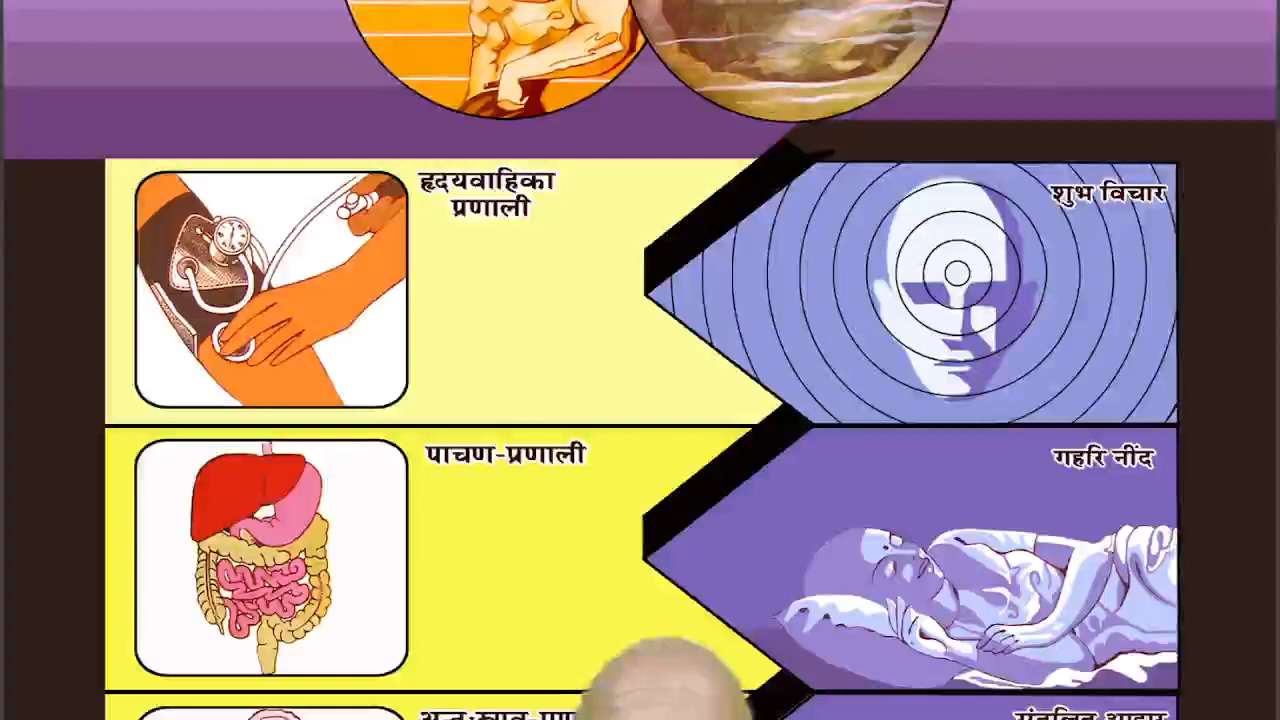 हृदयवाहिका
प्रणाली
शुभ विचार
पाचण-प्रणाली
गहरि नींद